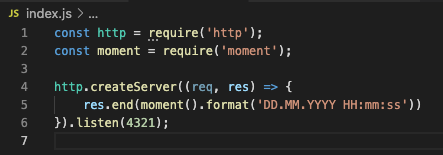 JS index.js > ...
1 const http = require('http');
2 const moment = require('moment');
3
4 http.createServer((req, res) => {
5     res.end(moment().format('DD.MM.YYYY HH:mm:ss'))
6 }).listen(4321);
7